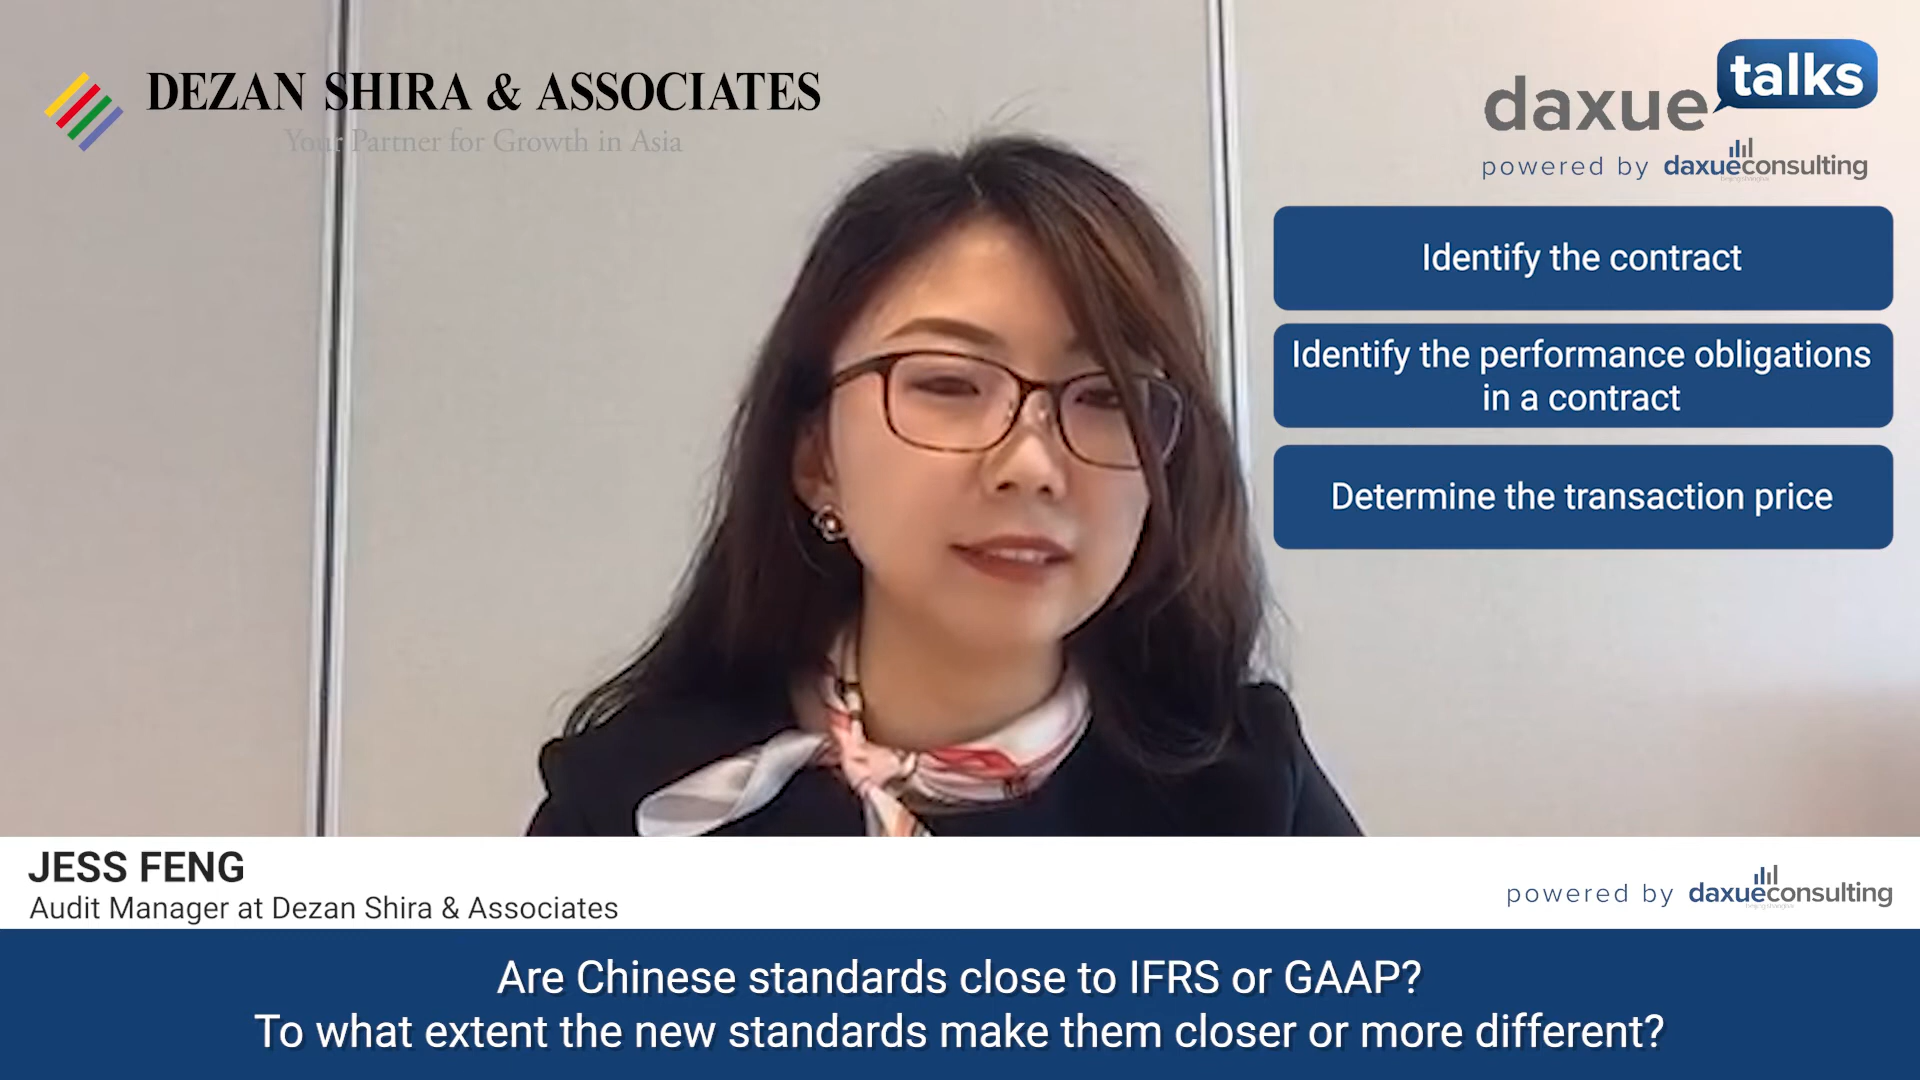 DEZAN SHIRA & ASSOCIATES
Your Partner for Growth in Asia
daxue talks
powered by daxueconsulting
Identify the contract
Identify the performance obligations
in a contract
Determine the transaction price
JESS FENG
Audit Manager at Dezan Shira & Associates
powered by daxueconsulting
Are Chinese standards close to IFRS or GAAP?
To what extent the new standards make them closer or more different?